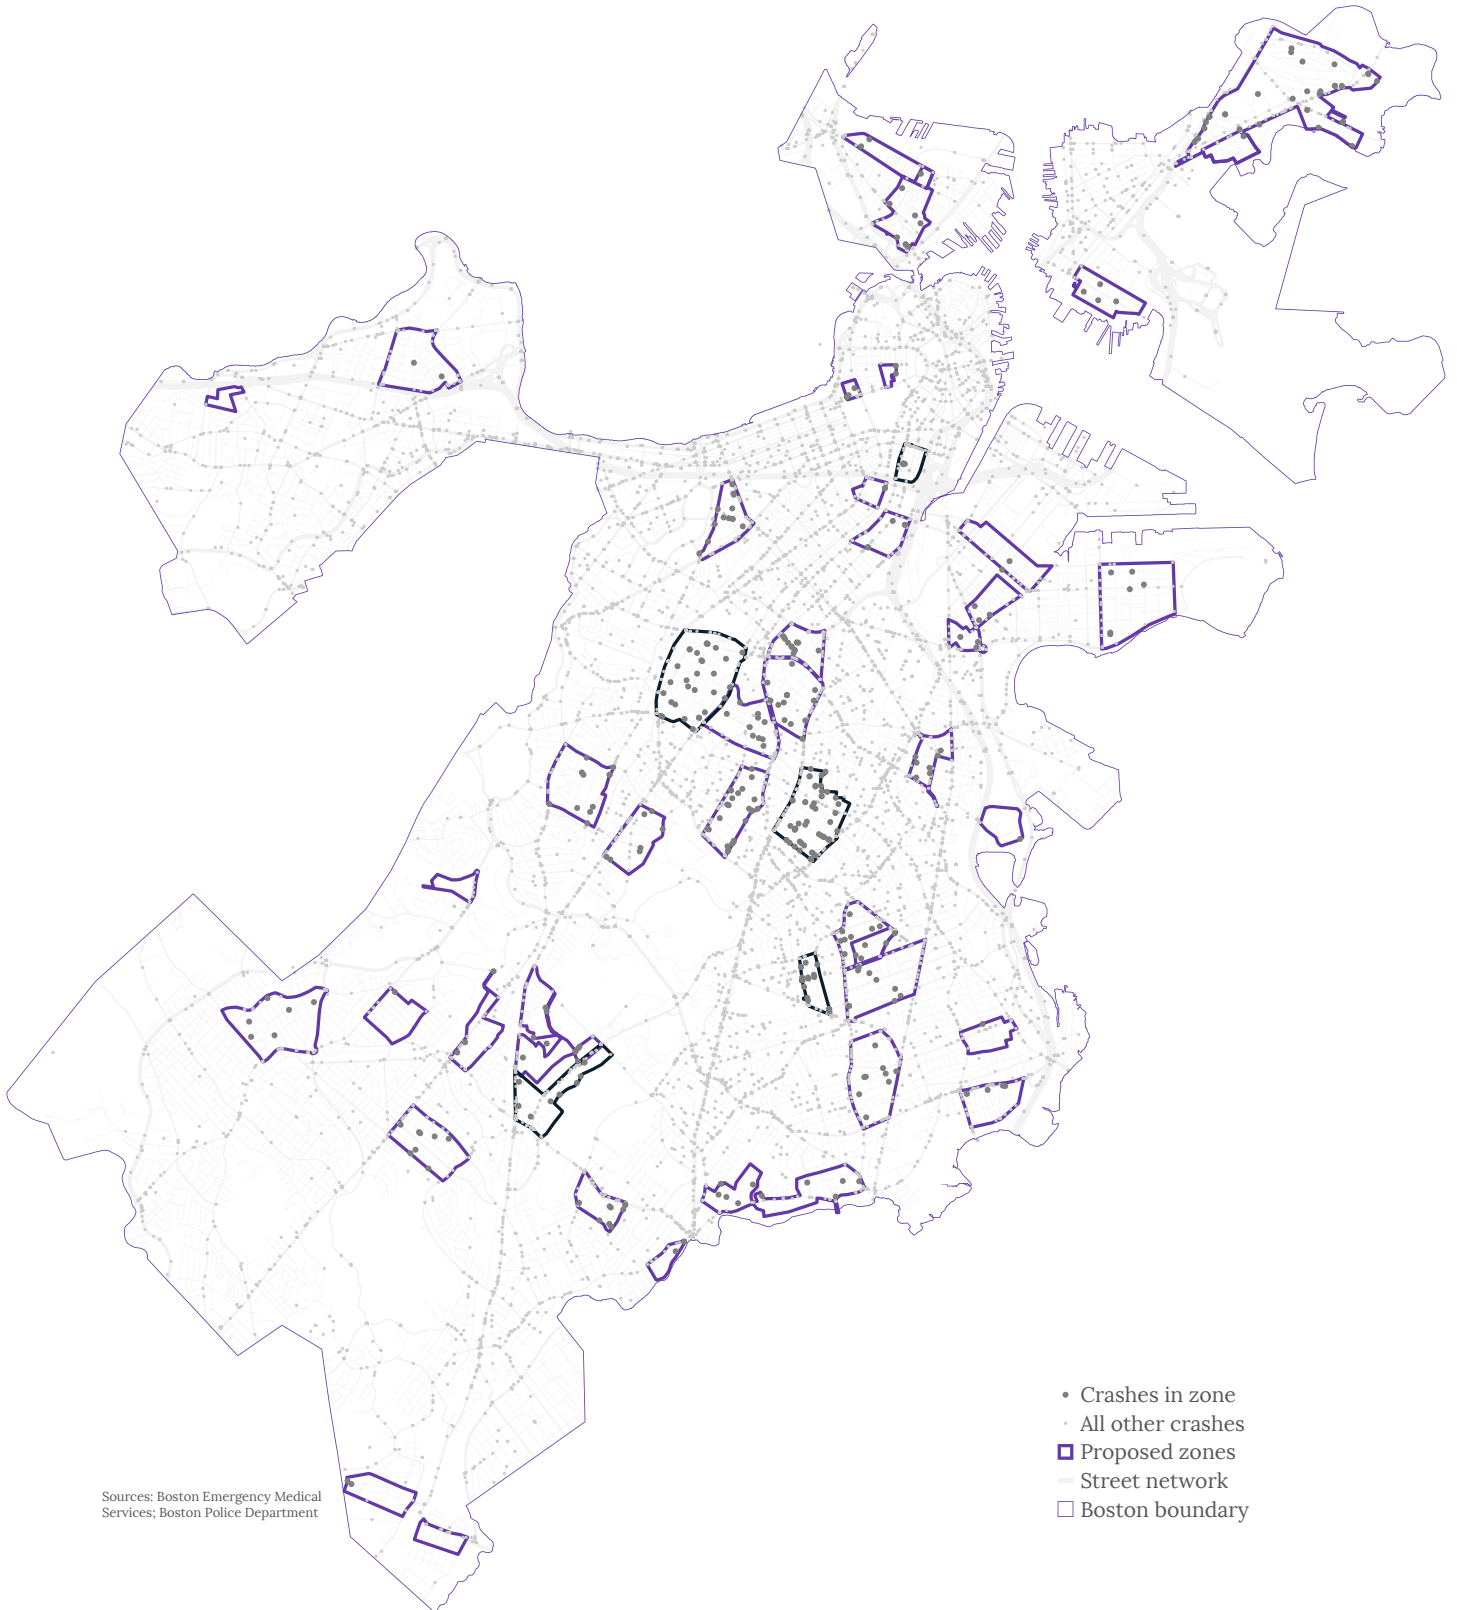 Crashes in zone
All other crashes
Proposed zones
Street network
Boston boundary
Sources: Boston Emergency Medical
Services; Boston Police Department